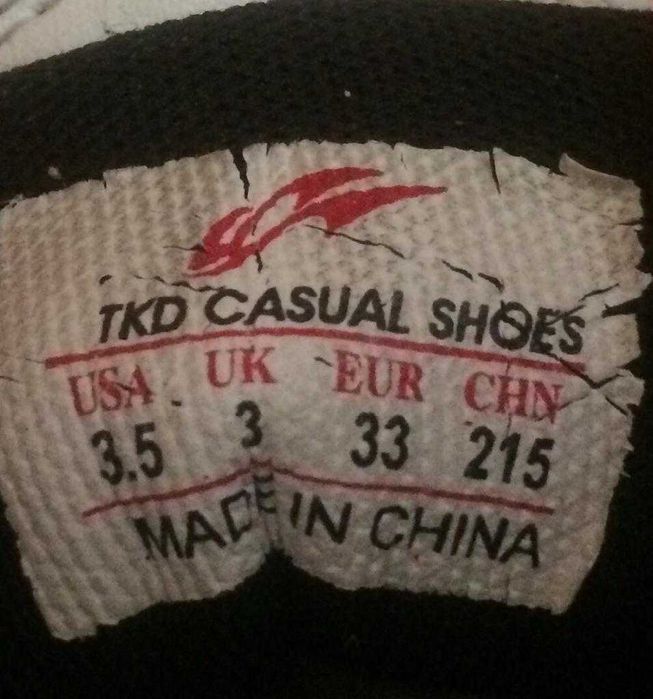 TKD CASUAL SHOES
USA UK EUR CHN
3.5 3 33 215
MADE IN CHINA